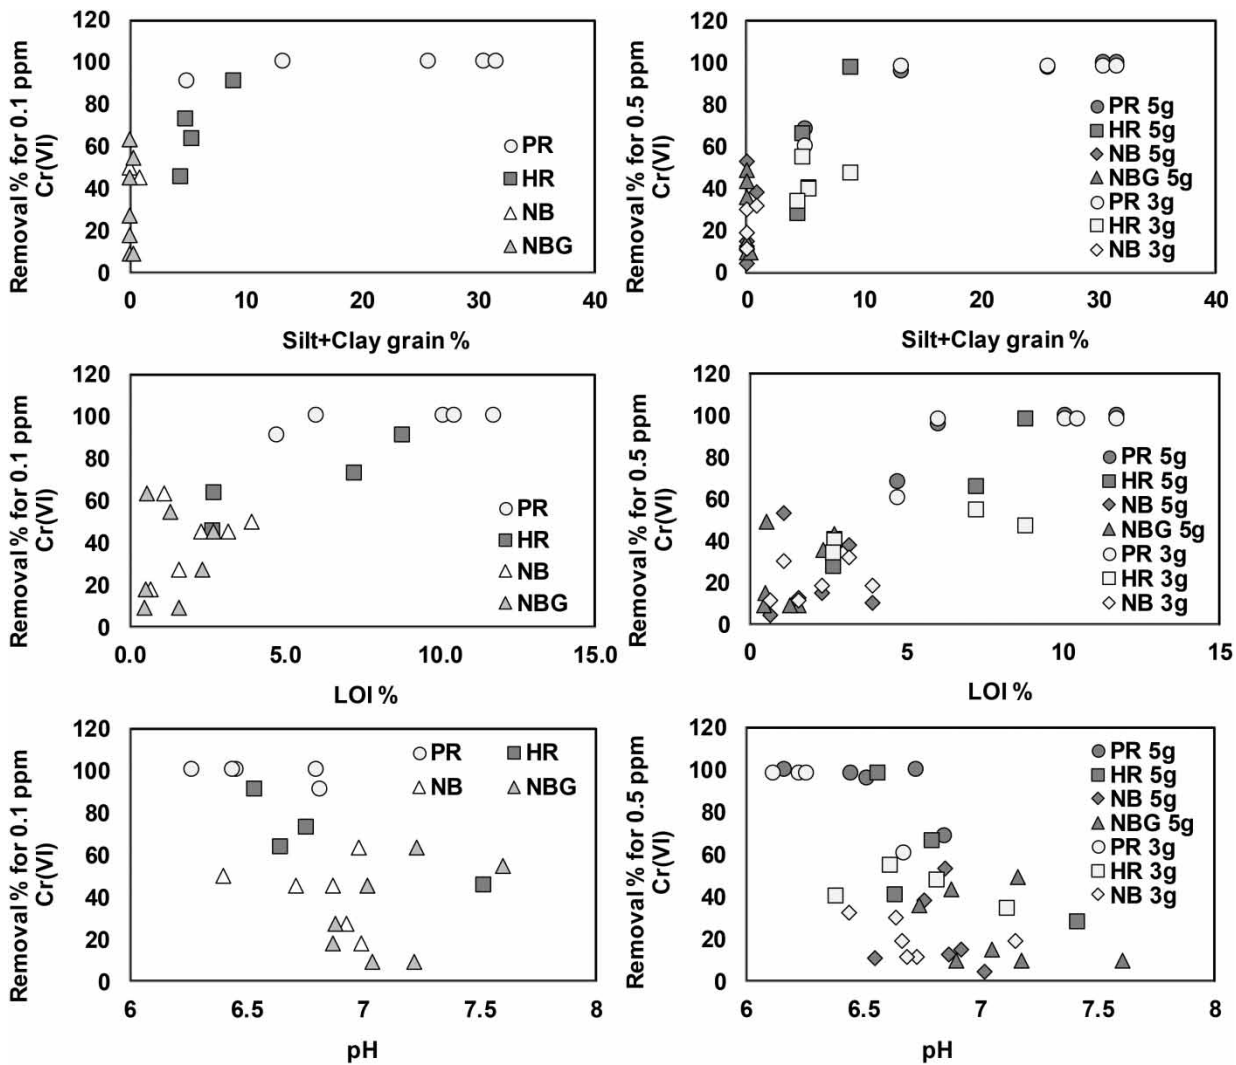 Removal % for 0.1 ppm
Cr(VI)
120
100
80
60
40
20
0
0
10
20
30
40
Silt+Clay grain %
PR
HR
NB
NBG
Removal % for 0.5 ppm
Cr(VI)
120
100
80
60
40
20
0
0
10
20
30
40
Silt+Clay grain %
PR 5g
HR 5g
NB 5g
NBG 5g
PR 3g
HR 3g
NB 3g
Removal % for 0.1 ppm
Cr(VI)
120
100
80
60
40
20
0
0.0
5.0
10.0
15.0
LOI %
PR
HR
NB
NBG
Removal % for 0.5 ppm
Cr(VI)
120
100
80
60
40
20
0
0
5
10
15
LOI %
PR 5g
HR 5g
NB 5g
NBG 5g
PR 3g
HR 3g
NB 3g
Removal % for 0.1 ppm
Cr(VI)
120
100
80
60
40
20
0
6
6.5
7
7.5
8
pH
PR
HR
NB
NBG
Removal % for 0.5 ppm
Cr(VI)
120
100
80
60
40
20
0
6
6.5
7
7.5
8
pH
PR 5g
HR 5g
NB 5g
NBG 5g
PR 3g
HR 3g
NB 3g